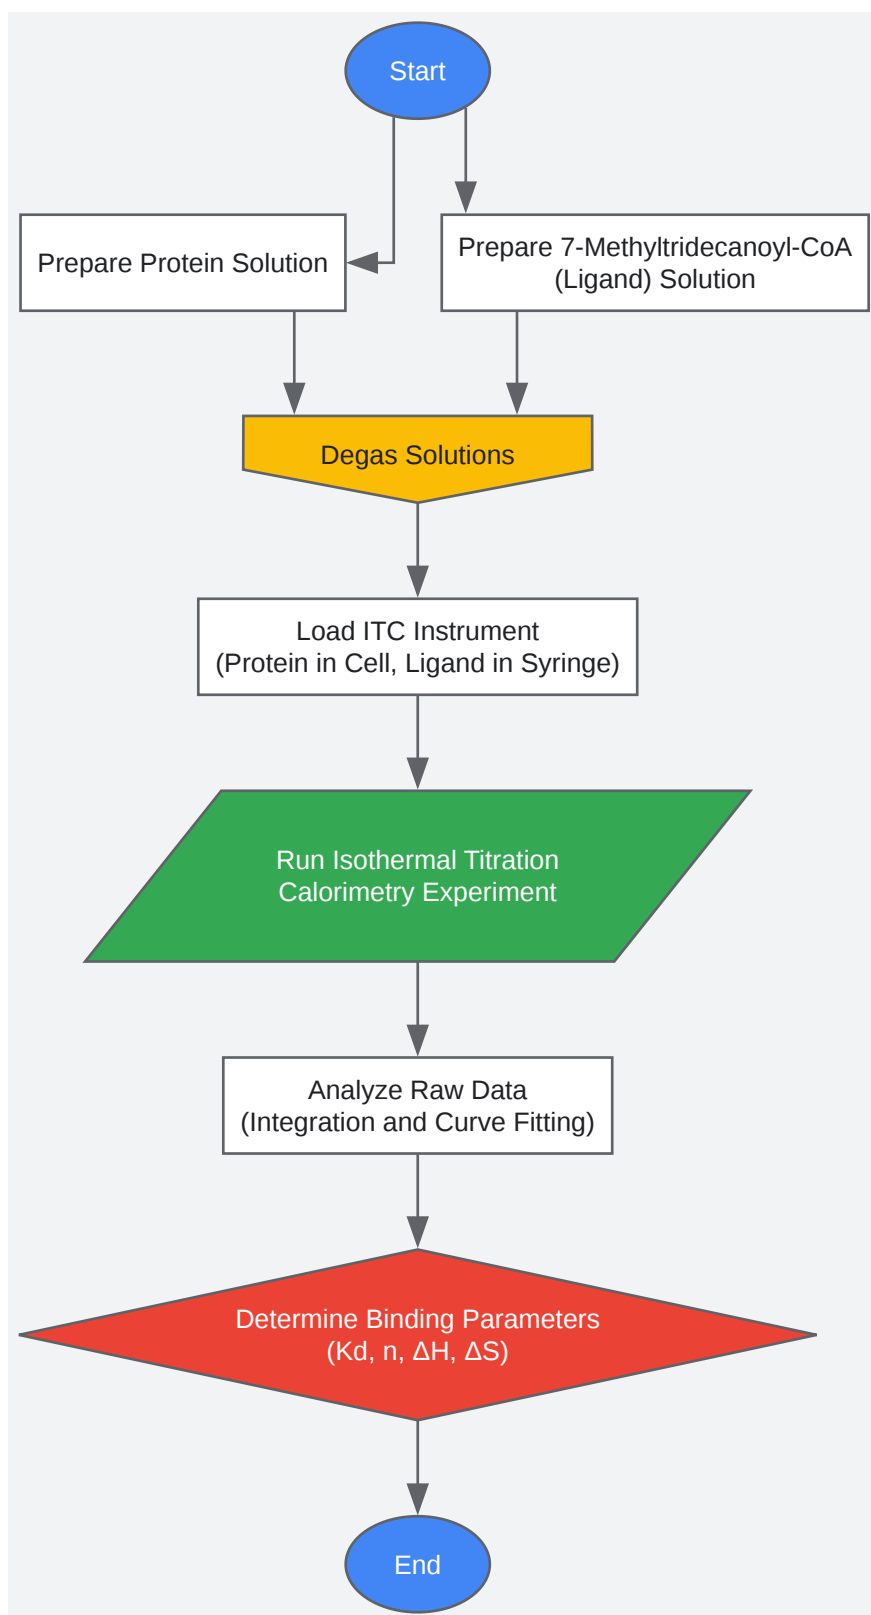 Start
Prepare Protein Solution
Prepare 7-Methyltridecanoyl-CoA
(Ligand) Solution
Degas Solutions
Load ITC Instrument
(Protein in Cell, Ligand in Syringe)
Run Isothermal Titration
Calorimetry Experiment
Analyze Raw Data
(Integration and Curve Fitting)
Determine Binding Parameters
(Kd, n, ΔH, ΔS)
End